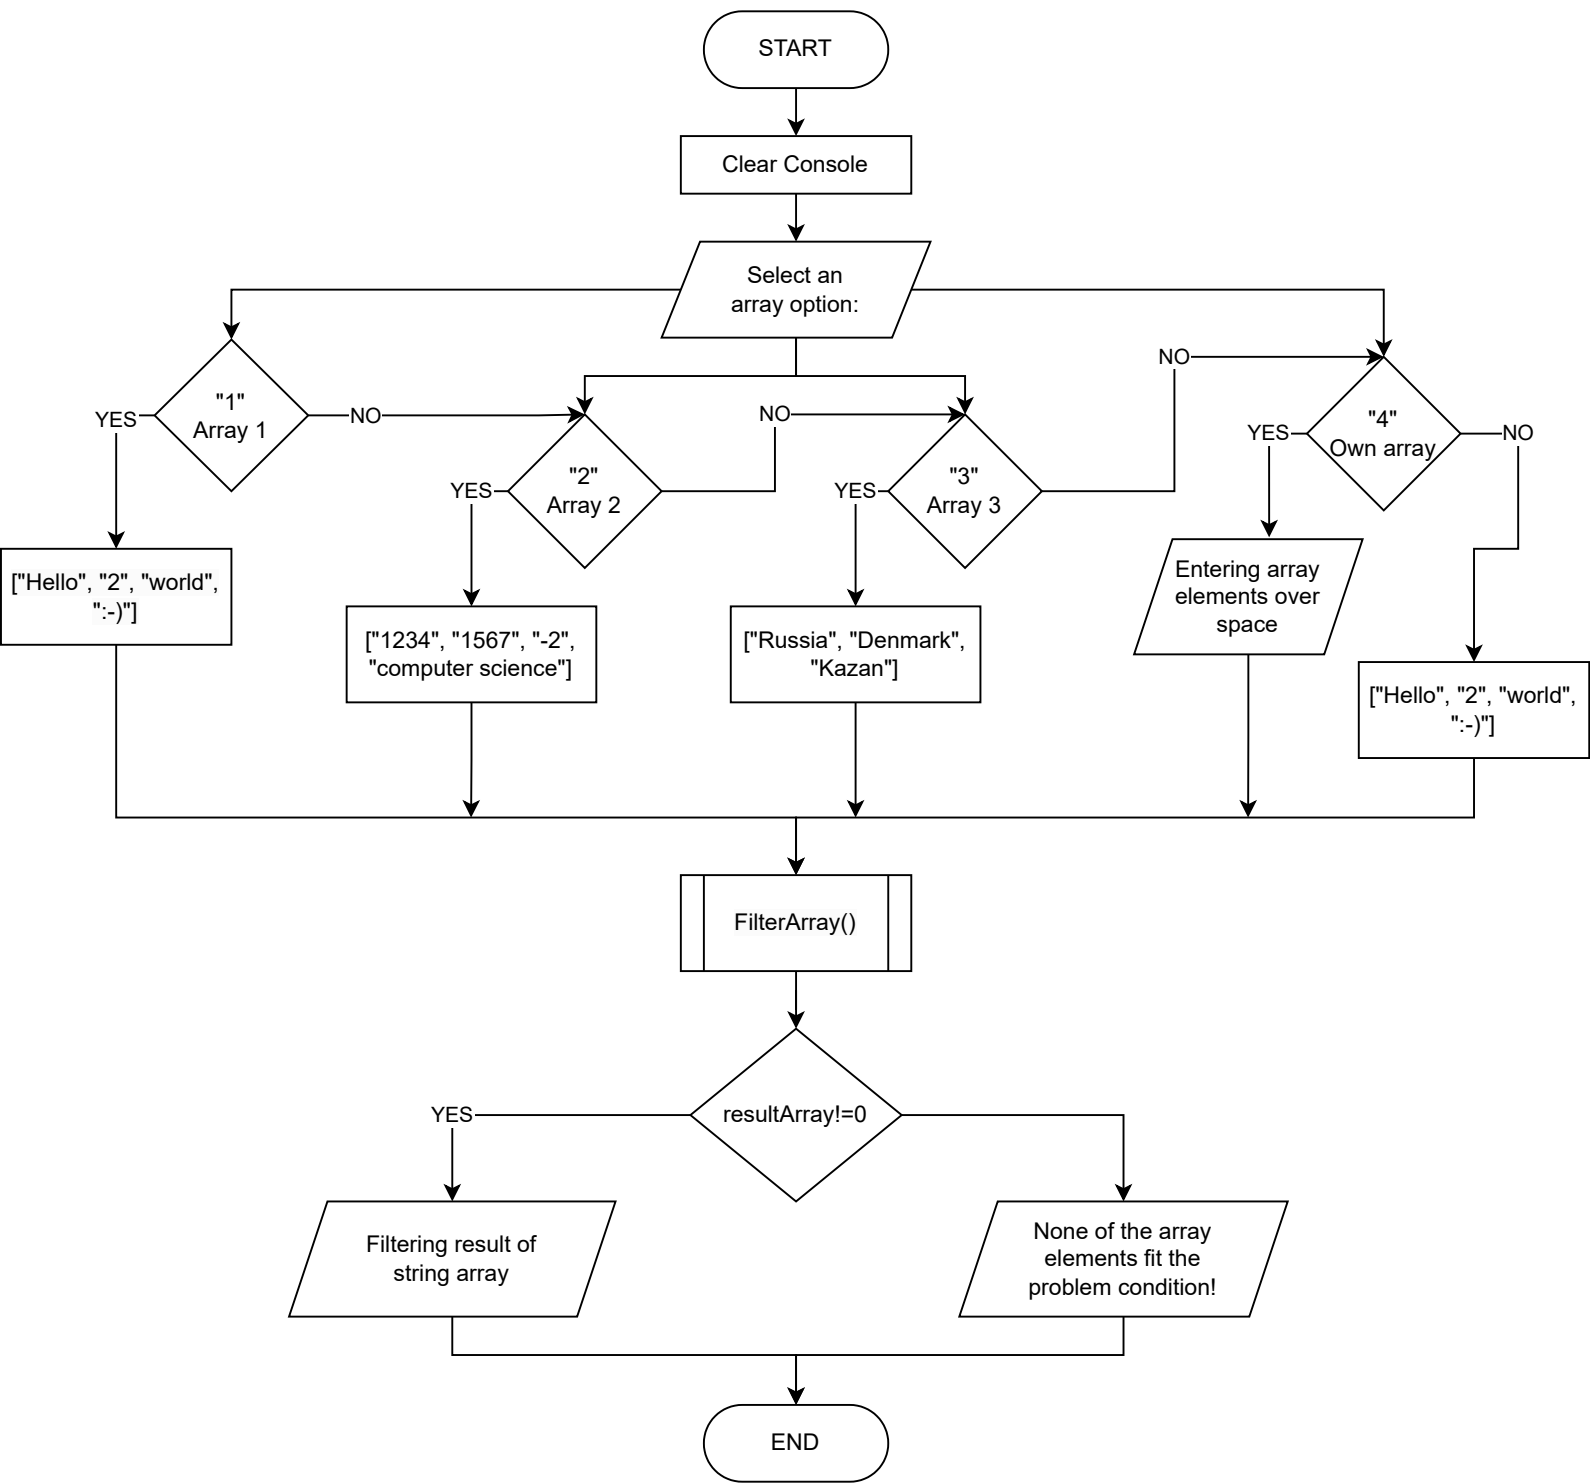 START
Clear Console
Select an
array option:
"1"
Array 1
YES
NO
"2"
Array 2
YES
NO
"3"
Array 3
YES
NO
"4"
Own array
YES
NO
["Hello", "2", "world",
":-)"]
["1234", "1567", "-2",
"computer science"]
["Russia", "Denmark",
"Kazan"]
Entering array
elements over
space
["Hello", "2", "world",
":-)"]
FilterArray()
resultArray!=0
YES
Filtering result of
string array
None of the array
elements fit the
problem condition!
END